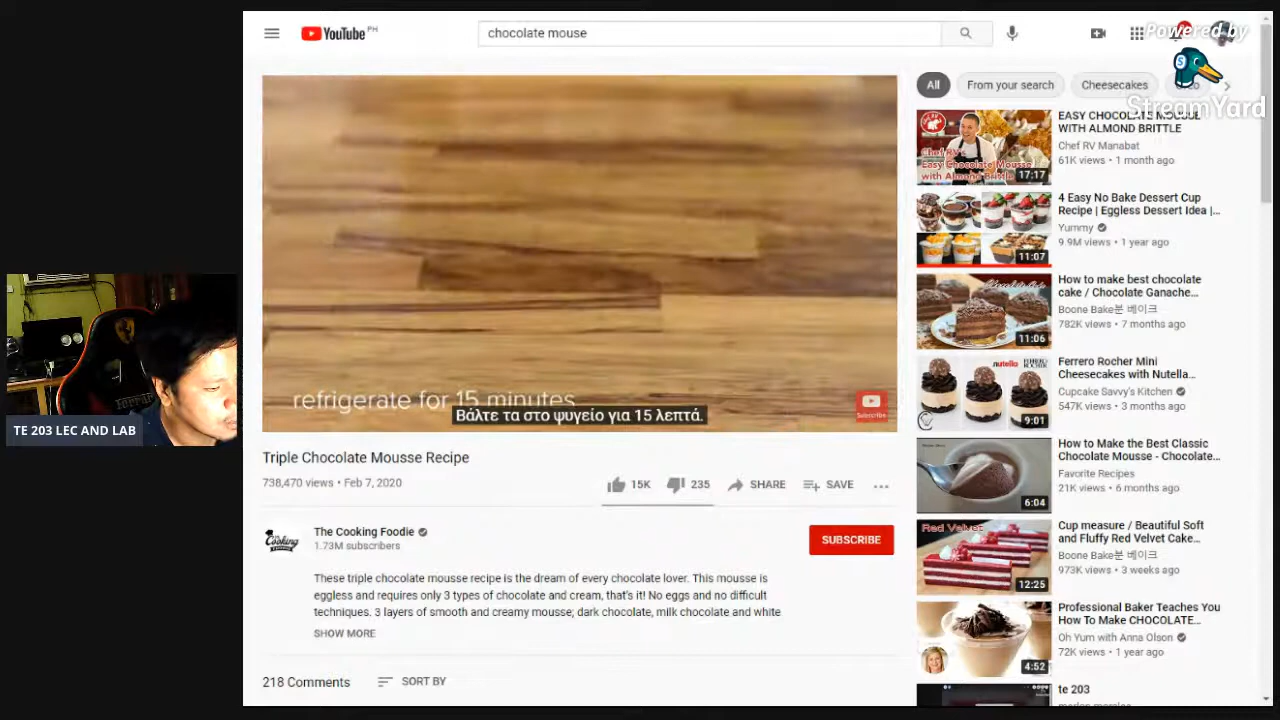 YouTube PH
chocolate mouse
Powered by
StreamYard
All
From your search
Cheesecakes
refrigerate for 15 minutes
Βάλτε τα στο ψυγείο για 15 λεπτά.
Subscribe
TE 203 LEC AND LAB
Triple Chocolate Mousse Recipe
738,470 views • Feb 7, 2020
15K
235
SHARE
SAVE
The Cooking Foodie
1.73M subscribers
SUBSCRIBE
These triple chocolate mousse recipe is the dream of every chocolate lover. This mousse is
eggless and requires only 3 types of chocolate and cream, that's it! No eggs and no difficult
techniques. 3 layers of smooth and creamy mousse; dark chocolate, milk chocolate and white
SHOW MORE
218 Comments
SORT BY
Chef RV's
Easy Chocolate Mousse
with Almond Brittle
17:17
EASY CHOCOLATE MOUSSE
WITH ALMOND BRITTLE
Chef RV Manabat
61K views • 1 month ago
11:07
4 Easy No Bake Dessert Cup
Recipe | Eggless Dessert Idea |...
Yummy
9.9M views • 1 year ago
11:06
How to make best chocolate
cake / Chocolate Ganache...
Boone Bake분 베이크
782K views • 7 months ago
nutella
9:01
Ferrero Rocher Mini
Cheesecakes with Nutella...
Cupcake Savvy's Kitchen
547K views • 3 months ago
6:04
How to Make the Best Classic
Chocolate Mousse - Chocolate...
Favorite Recipes
21K views • 6 months ago
Red Velvet
12:25
Cup measure / Beautiful Soft
and Fluffy Red Velvet Cake...
Boone Bake분 베이크
973K views • 3 weeks ago
4:52
Professional Baker Teaches You
How To Make CHOCOLATE...
Oh Yum with Anna Olson
72K views • 1 year ago
te 203